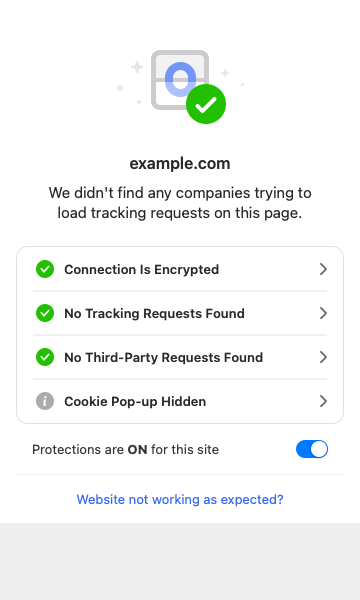 0
example.com
We didn't find any companies trying to
load tracking requests on this page.
Connection Is Encrypted
No Tracking Requests Found
No Third-Party Requests Found
Cookie Pop-up Hidden
Protections are ON for this site
Website not working as expected?